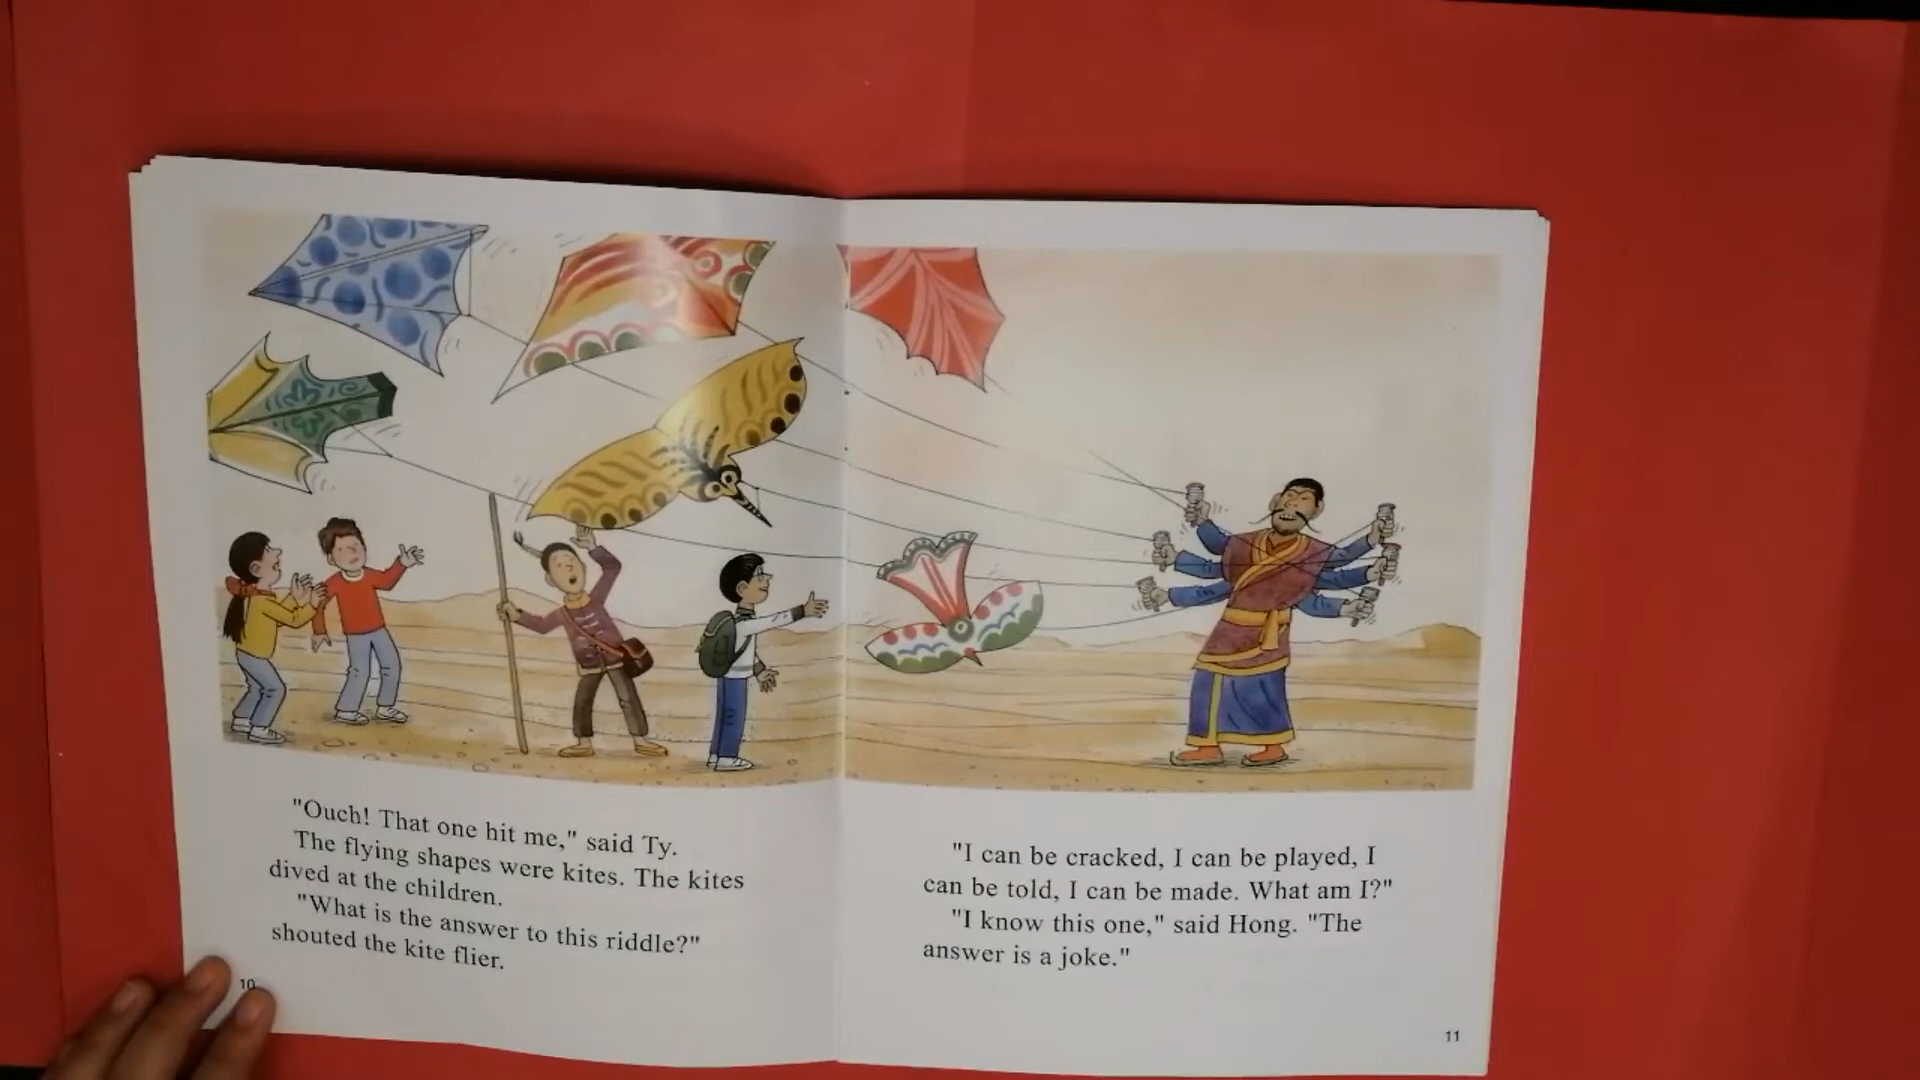 "Ouch! That one hit me," said Ty.
The flying shapes were kites. The kites
dived at the children.
"What is the answer to this riddle?"
shouted the kite flier.
10
"I can be cracked, I can be played, I
can be told, I can be made. What am I?"
"I know this one," said Hong. "The
answer is a joke."
11